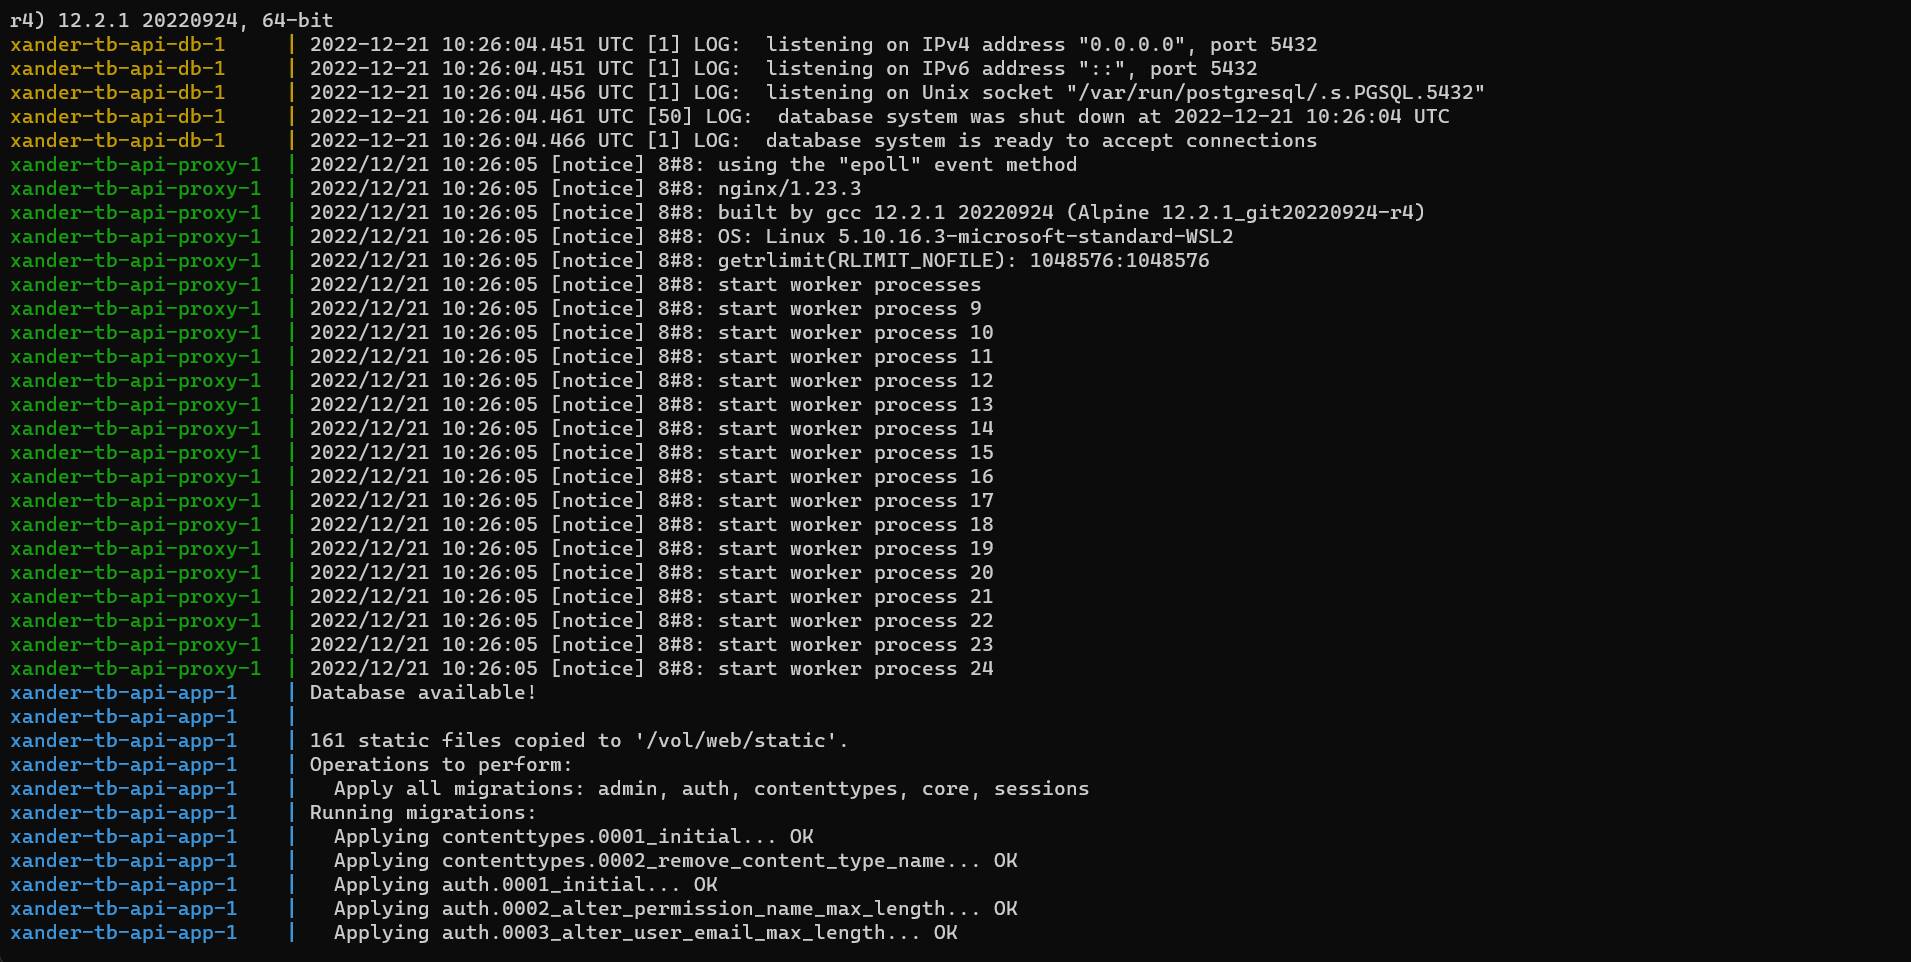 r4) 12.2.1 20220924, 64-bit
xander-tb-api-db-1     | 2022-12-21 10:26:04.451 UTC [1] LOG:  listening on IPv4 address "0.0.0.0", port 5432
xander-tb-api-db-1     | 2022-12-21 10:26:04.451 UTC [1] LOG:  listening on IPv6 address "::", port 5432
xander-tb-api-db-1     | 2022-12-21 10:26:04.456 UTC [1] LOG:  listening on Unix socket "/var/run/postgresql/.s.PGSQL.5432"
xander-tb-api-db-1     | 2022-12-21 10:26:04.461 UTC [50] LOG:  database system was shut down at 2022-12-21 10:26:04 UTC
xander-tb-api-db-1     | 2022-12-21 10:26:04.466 UTC [1] LOG:  database system is ready to accept connections
xander-tb-api-proxy-1  | 2022/12/21 10:26:05 [notice] 8#8: using the "epoll" event method
xander-tb-api-proxy-1  | 2022/12/21 10:26:05 [notice] 8#8: nginx/1.23.3
xander-tb-api-proxy-1  | 2022/12/21 10:26:05 [notice] 8#8: built by gcc 12.2.1 20220924 (Alpine 12.2.1_git20220924-r4)
xander-tb-api-proxy-1  | 2022/12/21 10:26:05 [notice] 8#8: OS: Linux 5.10.16.3-microsoft-standard-WSL2
xander-tb-api-proxy-1  | 2022/12/21 10:26:05 [notice] 8#8: getrlimit(RLIMIT_NOFILE): 1048576:1048576
xander-tb-api-proxy-1  | 2022/12/21 10:26:05 [notice] 8#8: start worker processes
xander-tb-api-proxy-1  | 2022/12/21 10:26:05 [notice] 8#8: start worker process 9
xander-tb-api-proxy-1  | 2022/12/21 10:26:05 [notice] 8#8: start worker process 10
xander-tb-api-proxy-1  | 2022/12/21 10:26:05 [notice] 8#8: start worker process 11
xander-tb-api-proxy-1  | 2022/12/21 10:26:05 [notice] 8#8: start worker process 12
xander-tb-api-proxy-1  | 2022/12/21 10:26:05 [notice] 8#8: start worker process 13
xander-tb-api-proxy-1  | 2022/12/21 10:26:05 [notice] 8#8: start worker process 14
xander-tb-api-proxy-1  | 2022/12/21 10:26:05 [notice] 8#8: start worker process 15
xander-tb-api-proxy-1  | 2022/12/21 10:26:05 [notice] 8#8: start worker process 16
xander-tb-api-proxy-1  | 2022/12/21 10:26:05 [notice] 8#8: start worker process 17
xander-tb-api-proxy-1  | 2022/12/21 10:26:05 [notice] 8#8: start worker process 18
xander-tb-api-proxy-1  | 2022/12/21 10:26:05 [notice] 8#8: start worker process 19
xander-tb-api-proxy-1  | 2022/12/21 10:26:05 [notice] 8#8: start worker process 20
xander-tb-api-proxy-1  | 2022/12/21 10:26:05 [notice] 8#8: start worker process 21
xander-tb-api-proxy-1  | 2022/12/21 10:26:05 [notice] 8#8: start worker process 22
xander-tb-api-proxy-1  | 2022/12/21 10:26:05 [notice] 8#8: start worker process 23
xander-tb-api-proxy-1  | 2022/12/21 10:26:05 [notice] 8#8: start worker process 24
xander-tb-api-app-1    | Database available!
xander-tb-api-app-1    |
xander-tb-api-app-1    | 161 static files copied to '/vol/web/static'.
xander-tb-api-app-1    | Operations to perform:
xander-tb-api-app-1    |   Apply all migrations: admin, auth, contenttypes, core, sessions
xander-tb-api-app-1    | Running migrations:
xander-tb-api-app-1    |   Applying contenttypes.0001_initial... OK
xander-tb-api-app-1    |   Applying contenttypes.0002_remove_content_type_name... OK
xander-tb-api-app-1    |   Applying auth.0001_initial... OK
xander-tb-api-app-1    |   Applying auth.0002_alter_permission_name_max_length... OK
xander-tb-api-app-1    |   Applying auth.0003_alter_user_email_max_length... OK